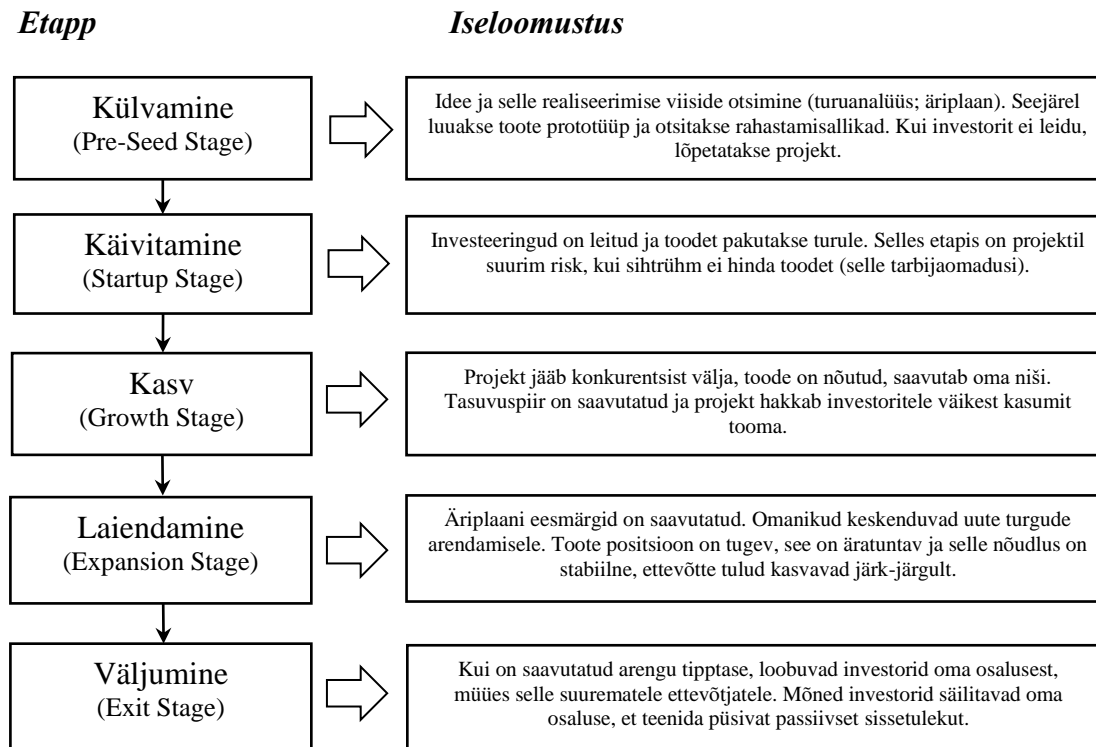 Etapp
Iseloomustus
Külvamine
(Pre-Seed Stage)
Idee ja selle realiseerimise viiside otsimine (turuanalüüs; äriplaan). Seejärel
luuakse toote prototüüp ja otsitakse rahastamisallikad. Kui investorit ei leidu,
lõpetatakse projekt.
Käivitamine
(Startup Stage)
Investeeringud on leitud ja toodet pakutakse turule. Selles etapis on projektil
suurim risk, kui sihtrühm ei hinda toodet (selle tarbijaomadusi).
Kasv
(Growth Stage)
Projekt jääb konkurentsist välja, toode on nõutud, saavutab oma niši.
Tasuvuspiir on saavutatud ja projekt hakkab investoritele väikest kasumit
tooma.
Laiendamine
(Expansion Stage)
Äriplaani eesmärgid on saavutatud. Omanikud keskenduvad uute turgude
arendamisele. Toote positsioon on tugev, see on äratuntav ja selle nõudlus on
stabiilne, ettevõtte tulud kasvavad järk-järgult.
Väljumine
(Exit Stage)
Kui on saavutatud arengu tipptase, loobuvad investorid oma osalusest,
müües selle suurematele ettevõtjatele. Mõned investorid säilitavad oma
osaluse, et teenida püsivat passiivset sissetulekut.